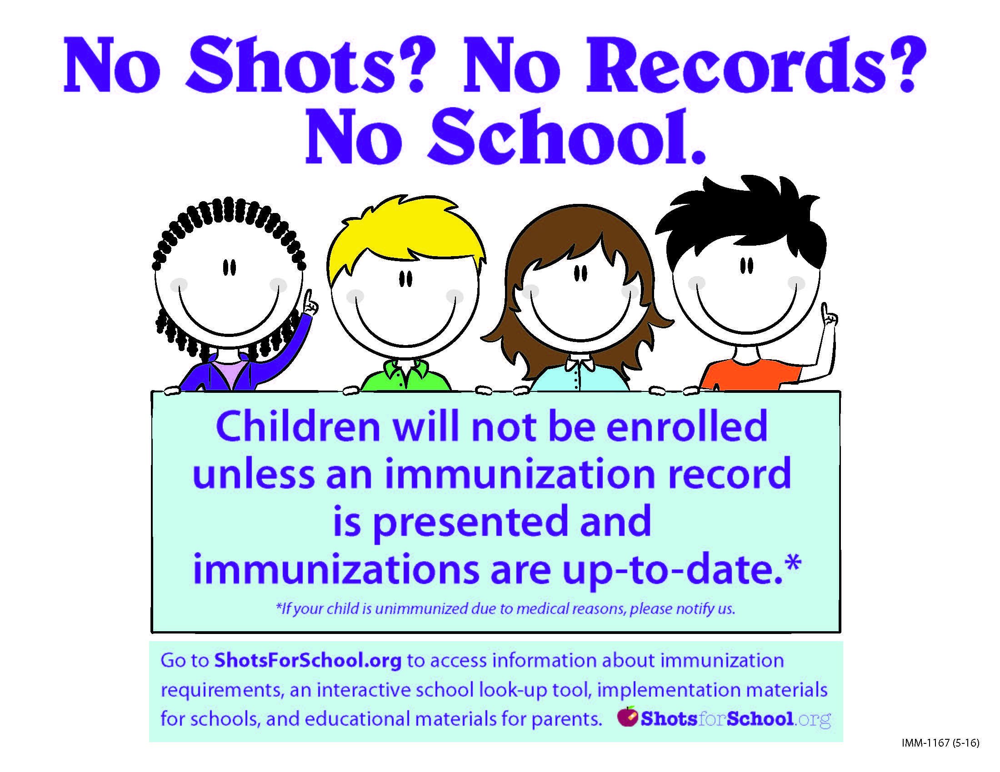 No Shots? No Records?
No School.
Children will not be enrolled
unless an immunization record
is presented and
immunizations are up-to-date.*
*If your child is unimmunized due to medical reasons, please notify us.
Go to ShotsForSchool.org to access information about immunization
requirements, an interactive school look-up tool, implementation materials
for schools, and educational materials for parents. ShotsforSchool.org
IMM-1167 (5-16)